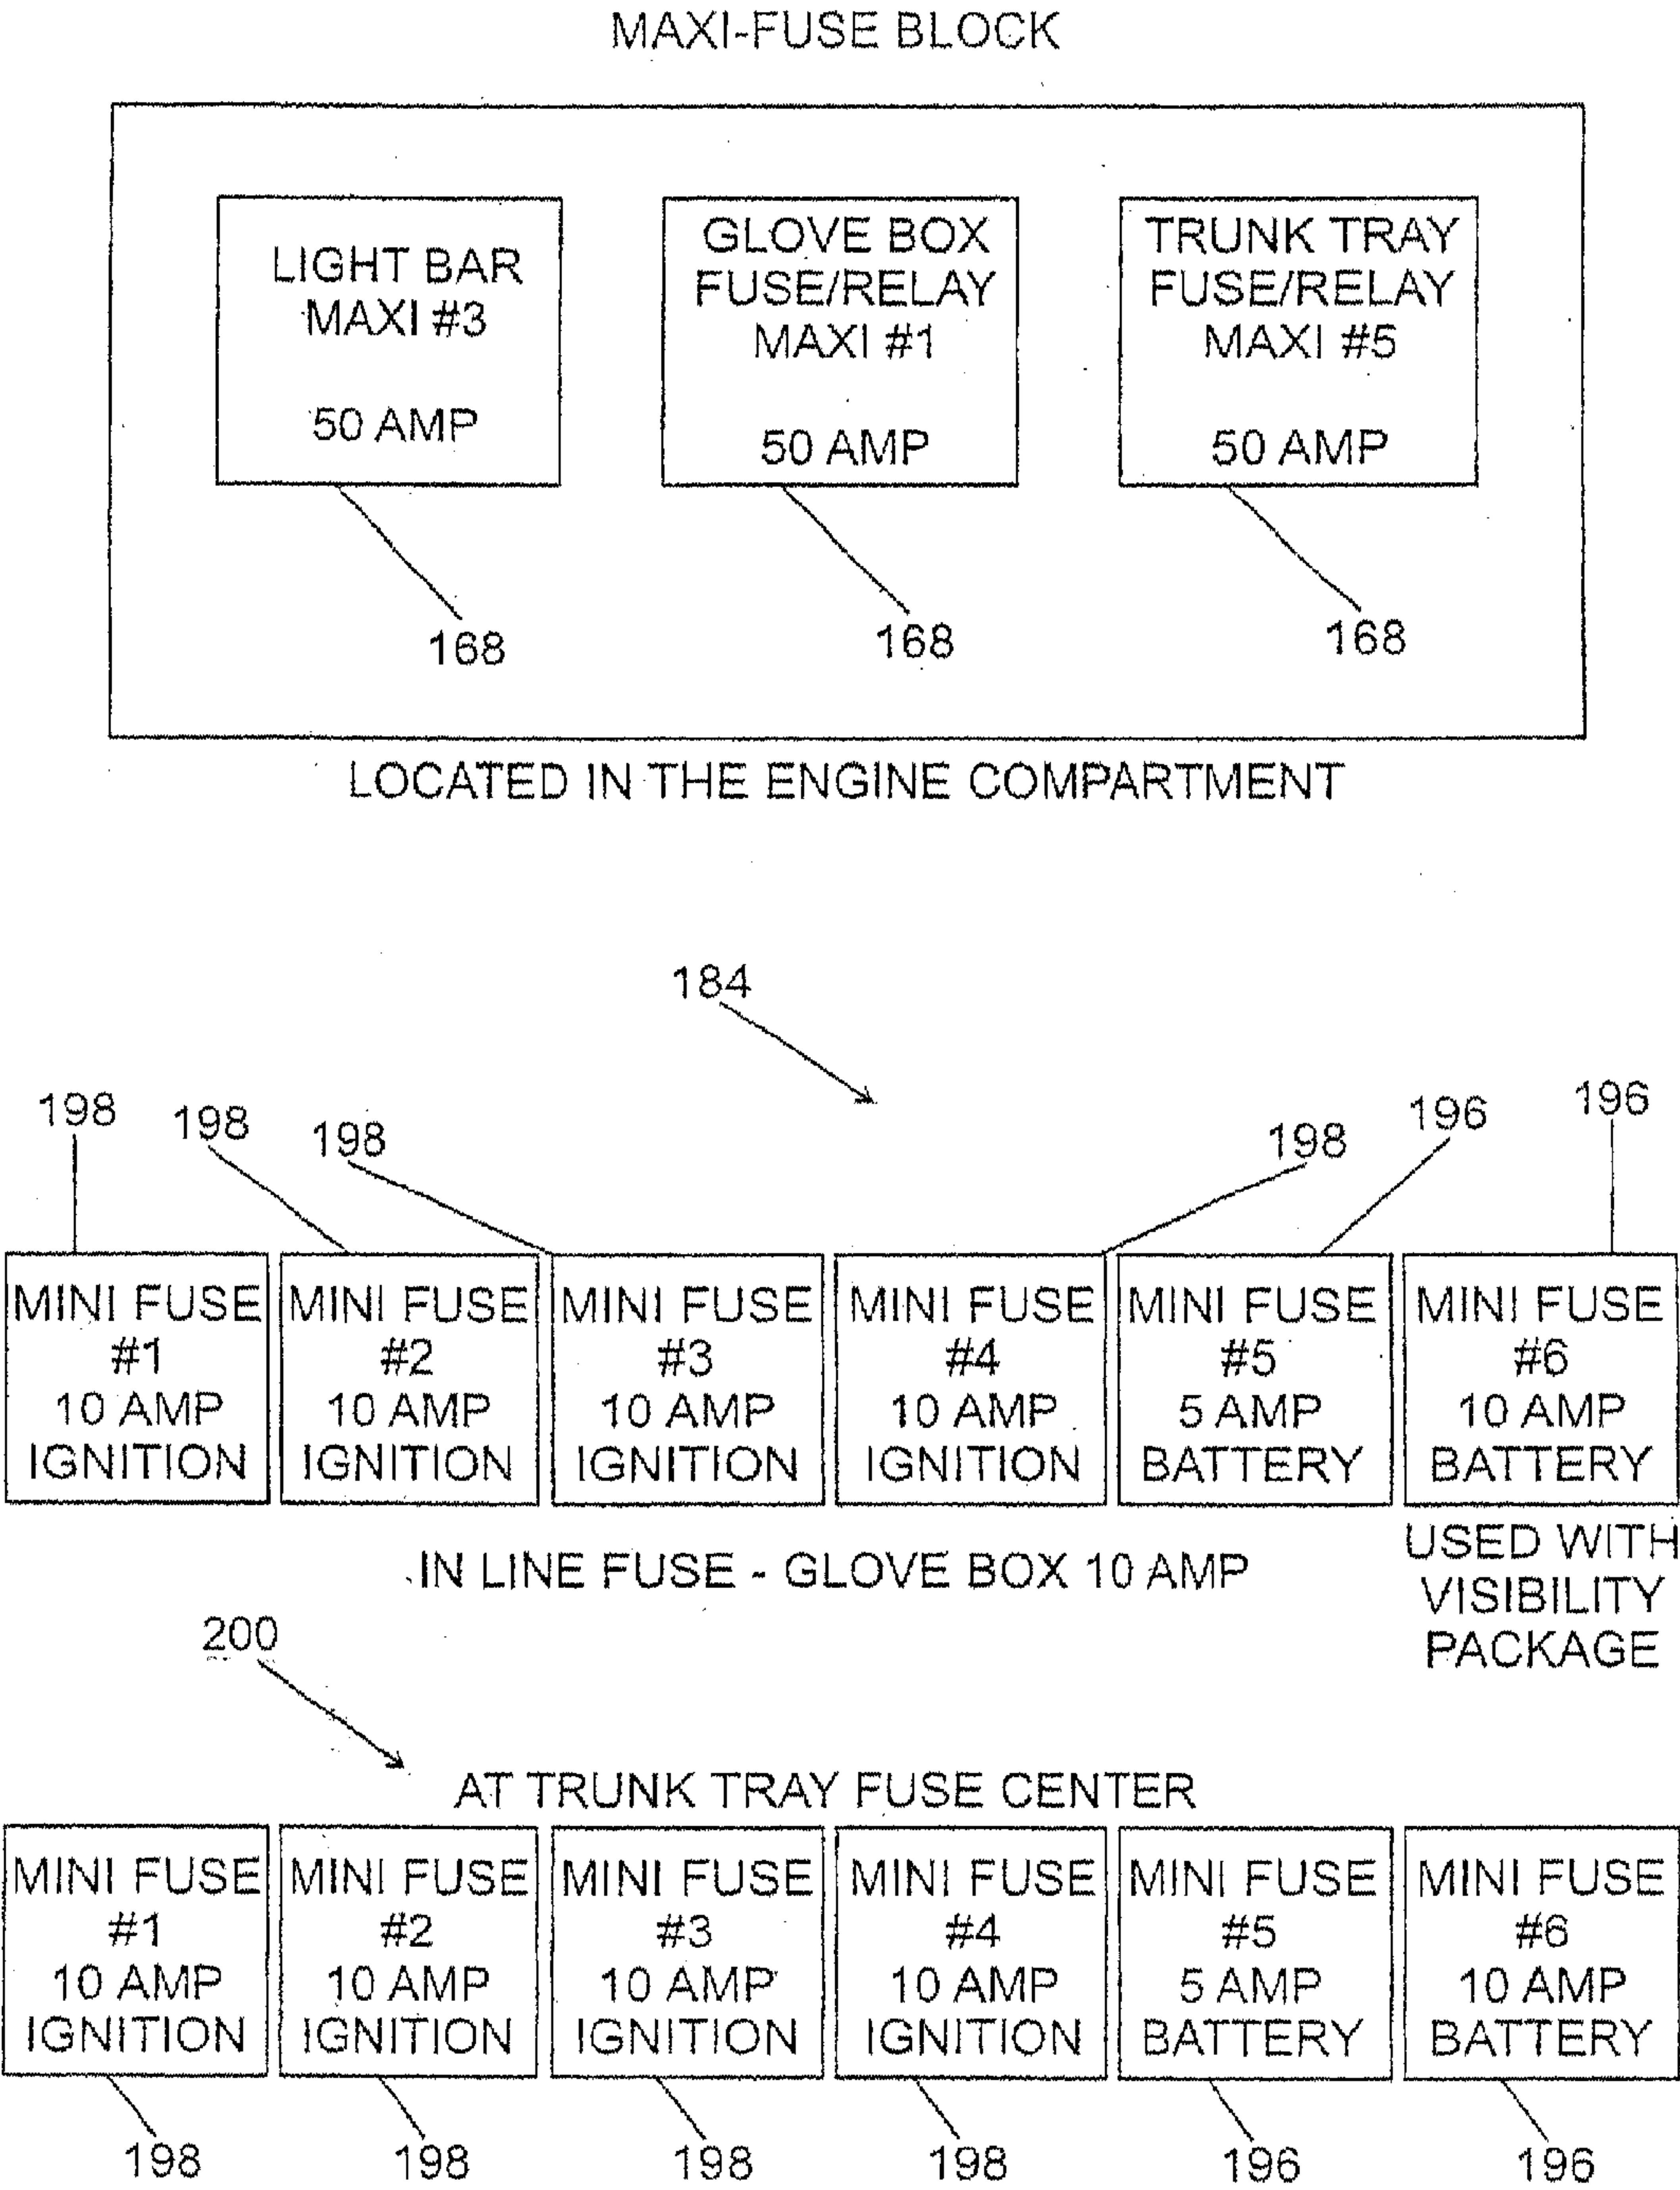 MAXI-FUSE BLOCK
LIGHT BAR
MAXI #3
50 AMP
GLOVE BOX
FUSE/RELAY
MAXI #1
50 AMP
TRUNK TRAY
FUSE/RELAY
MAXI #5
50 AMP
168
168
168
LOCATED IN THE ENGINE COMPARTMENT
184
198
198
198
198
196
196
MINI FUSE
#1
10 AMP
IGNITION
MINI FUSE
#2
10 AMP
IGNITION
MINI FUSE
#3
10 AMP
IGNITION
MINI FUSE
#4
10 AMP
IGNITION
MINI FUSE
#5
5 AMP
BATTERY
MINI FUSE
#6
10 AMP
BATTERY
IN LINE FUSE - GLOVE BOX 10 AMP
USED WITH
VISIBILITY
PACKAGE
200
AT TRUNK TRAY FUSE CENTER
MINI FUSE
#1
10 AMP
IGNITION
MINI FUSE
#2
10 AMP
IGNITION
MINI FUSE
#3
10 AMP
IGNITION
MINI FUSE
#4
10 AMP
IGNITION
MINI FUSE
#5
5 AMP
BATTERY
MINI FUSE
#6
10 AMP
BATTERY
198
198
198
198
196
196